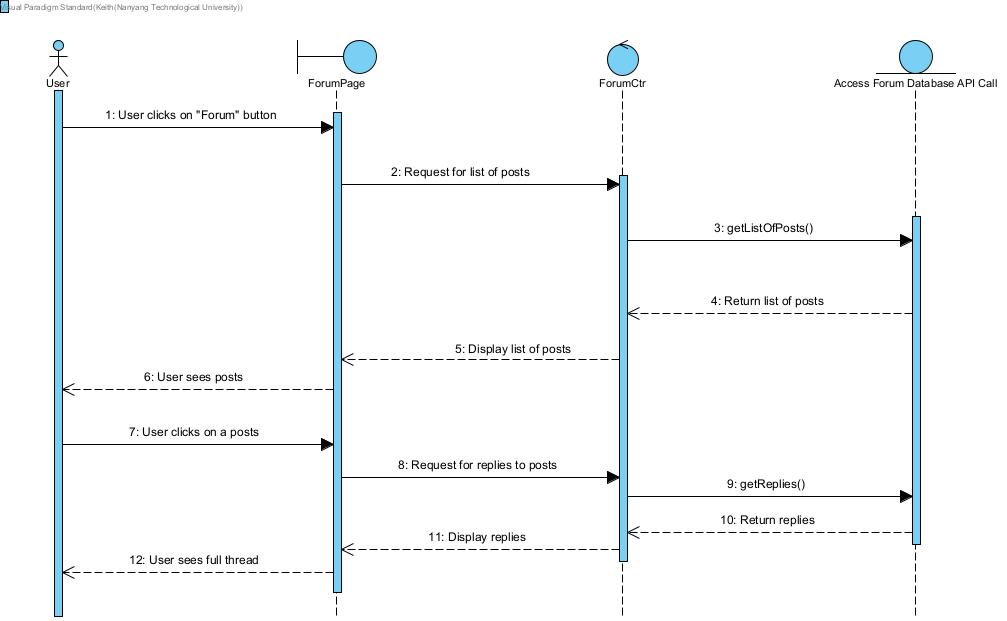 Visual Paradigm Standard(Keith(Nanyang Technological University))
User
ForumPage
ForumCtr
Access Forum Database API Call
1: User clicks on "Forum" button
2: Request for list of posts
3: getListOfPosts()
4: Return list of posts
5: Display list of posts
6: User sees posts
7: User clicks on a posts
8: Request for replies to posts
9: getReplies()
10: Return replies
11: Display replies
12: User sees full thread